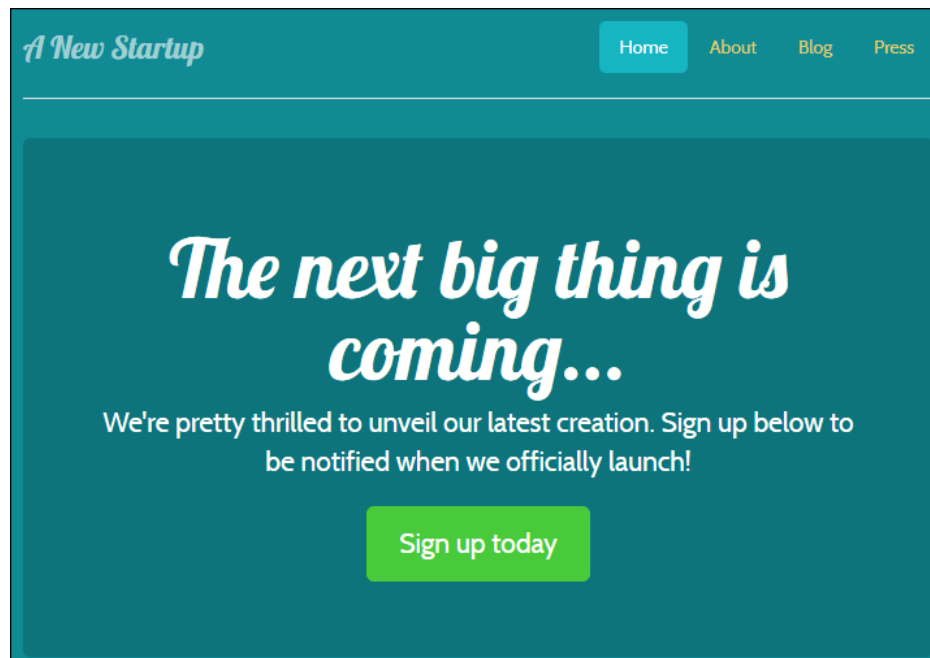 A New Startup
Home About Blog Press
The next big thing is
coming...
We're pretty thrilled to unveil our latest creation. Sign up below to
be notified when we officially launch!
Sign up today